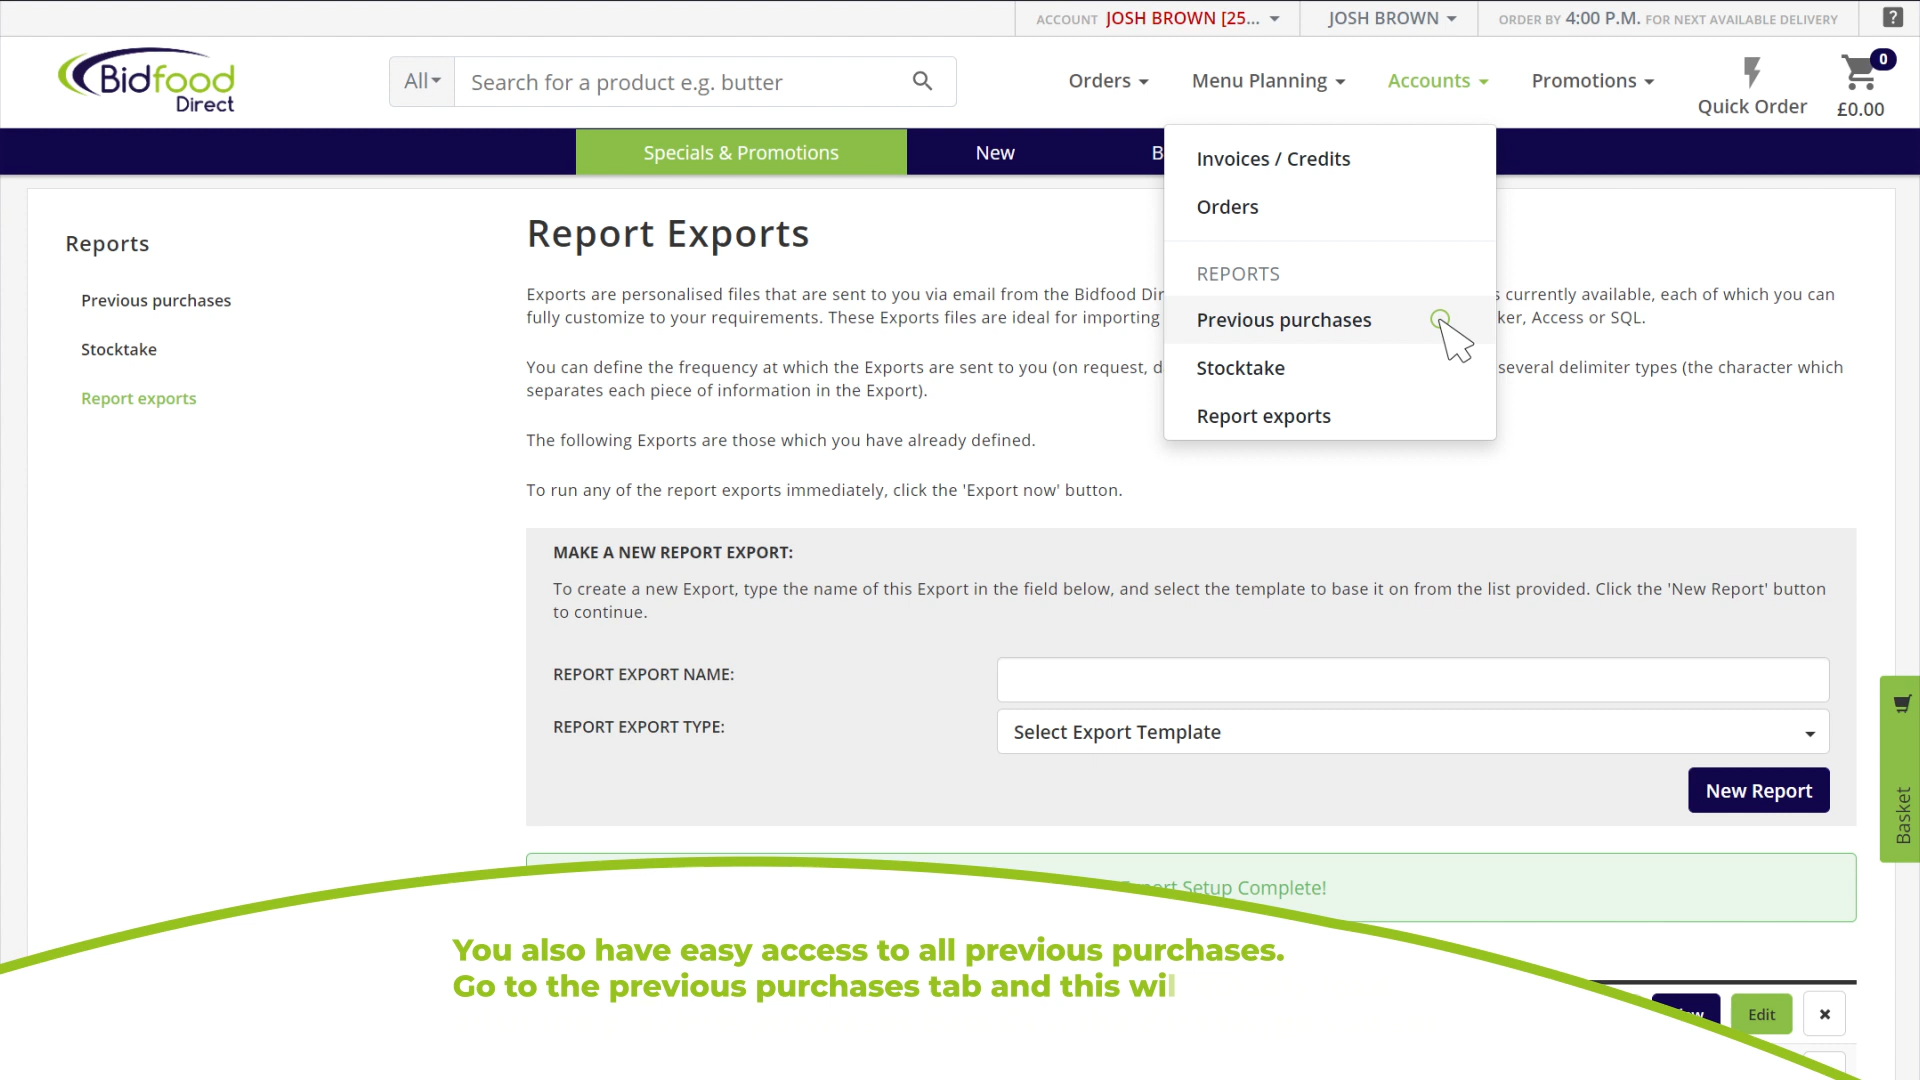 ACCOUNT JOSH BROWN [25... JOSH BROWN ORDER BY 4:00 P.M. FOR NEXT AVAILABLE DELIVERY ?
Bidfood
Direct
All Search for a product e.g. butter Orders Menu Planning Accounts Promotions Quick Order 0 £0.00
Specials & Promotions New B
Invoices / Credits
Orders
REPORTS
Previous purchases
Stocktake
Report exports
Reports
Previous purchases
Stocktake
Report exports
Report Exports
Exports are personalised files that are sent to you via email from the Bidfood Dir s currently available, each of which you can
fully customize to your requirements. These Exports files are ideal for importing ker, Access or SQL.
You can define the frequency at which the Exports are sent to you (on request, d several delimiter types (the character which
separates each piece of information in the Export).
The following Exports are those which you have already defined.
To run any of the report exports immediately, click the 'Export now' button.
MAKE A NEW REPORT EXPORT:
To create a new Export, type the name of this Export in the field below, and select the template to base it on from the list provided. Click the 'New Report' button
to continue.
REPORT EXPORT NAME:
REPORT EXPORT TYPE: Select Export Template
New Report
Basket
Setup Complete!
You also have easy access to all previous purchases.
Go to the previous purchases tab and this wil
Edit